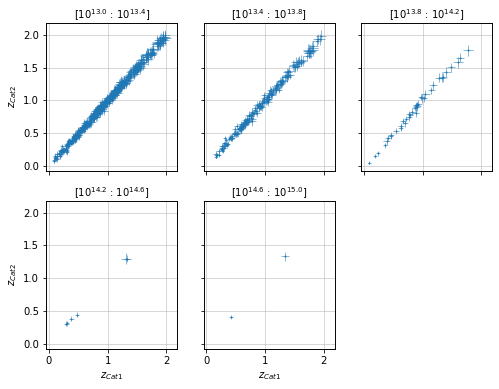 [10^13.0 : 10^13.4]
[10^13.4 : 10^13.8]
[10^13.8 : 10^14.2]
2.0
1.5
1.0
0.5
0.0
z_Cat2
[10^14.2 : 10^14.6]
[10^14.6 : 10^15.0]
2.0
1.5
1.0
0.5
0.0
z_Cat2
0 1 2
0 1 2
z_Cat1
z_Cat1